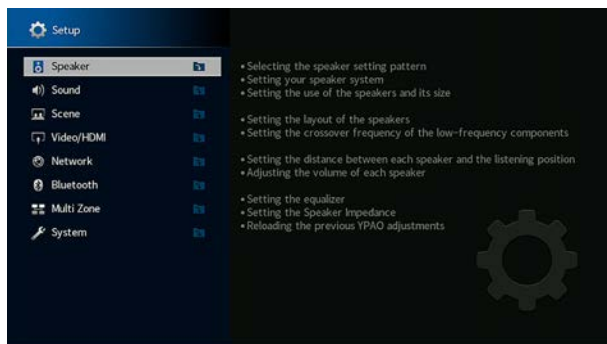 Setup
Speaker
Sound
Scene
Video/HDMI
Network
Bluetooth
Multi Zone
System
•Selecting the speaker setting pattern
•Setting your speaker system
•Setting the use of the speakers and its size
•Setting the layout of the speakers
•Setting the crossover frequency of the low-frequency components
•Setting the distance between each speaker and the listening position
•Adjusting the volume of each speaker
•Setting the equalizer
•Setting the Speaker Impedance
•Reloading the previous YPAO adjustments